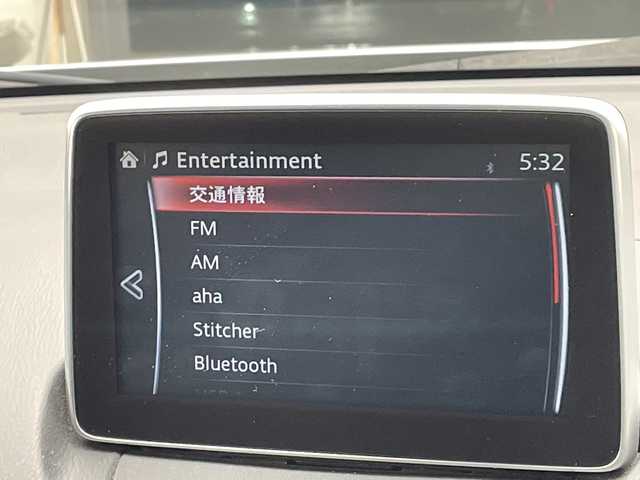 Entertainment 5:32
交通情報
FM
AM
aha
Stitcher
Bluetooth